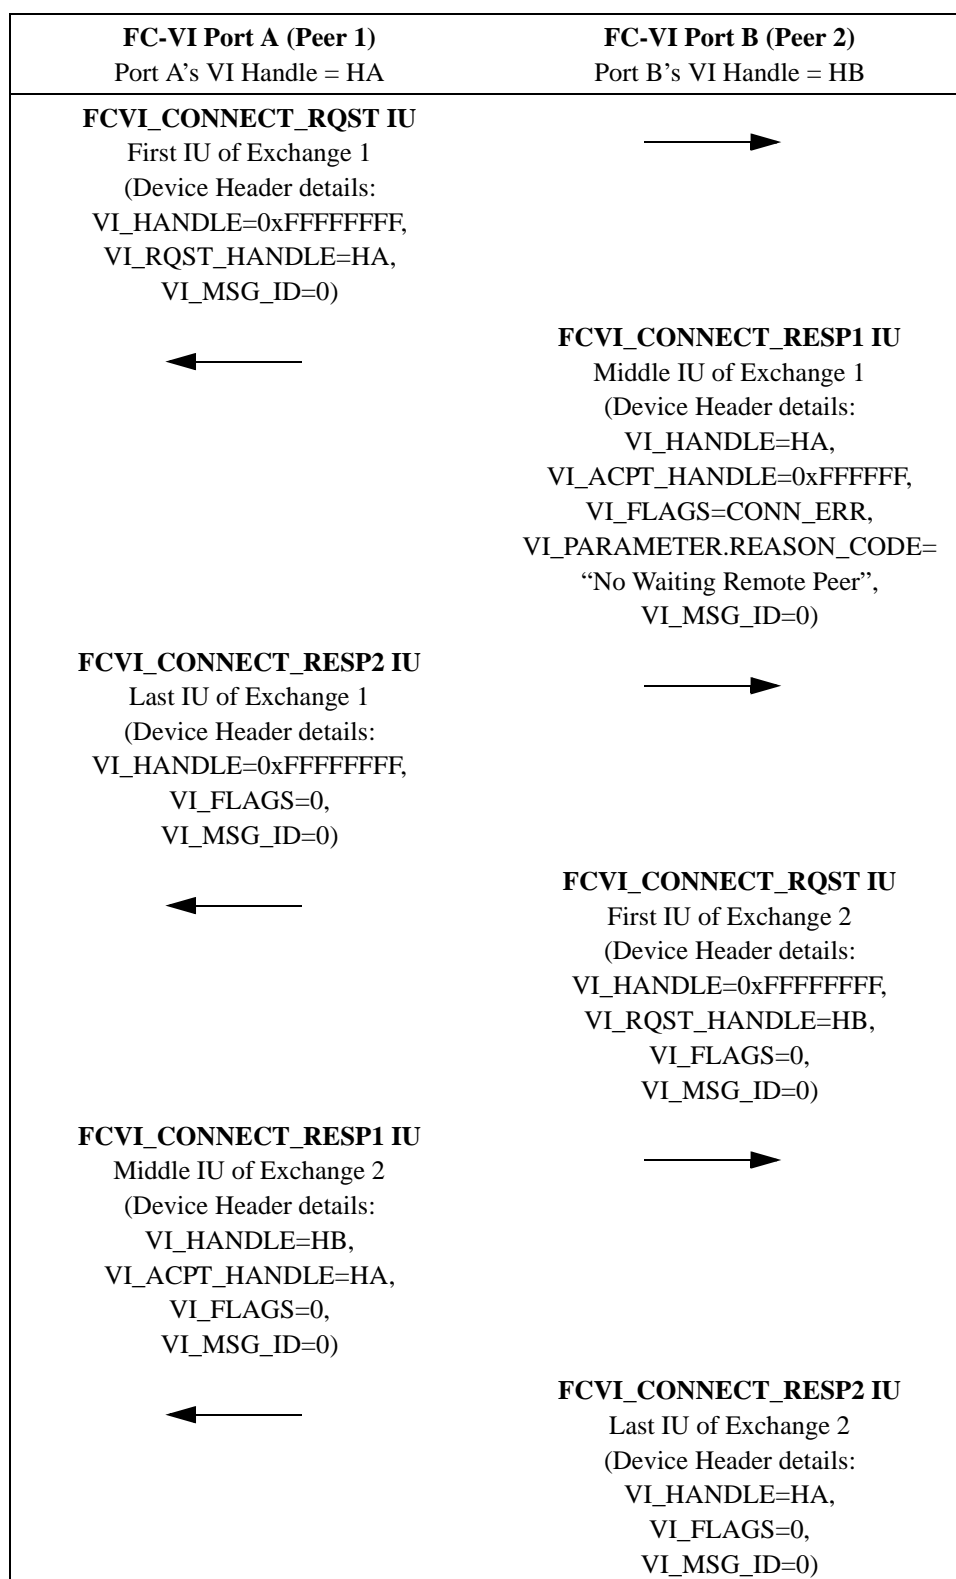 FC-VI Port A (Peer 1)
Port A’s VI Handle = HA
FC-VI Port B (Peer 2)
Port B’s VI Handle = HB
FCVI_CONNECT_RQST IU
First IU of Exchange 1
(Device Header details:
VI_HANDLE=0xFFFFFFFF,
VI_RQST_HANDLE=HA,
VI_MSG_ID=0)
FCVI_CONNECT_RESP1 IU
Middle IU of Exchange 1
(Device Header details:
VI_HANDLE=HA,
VI_ACPT_HANDLE=0xFFFFFF,
VI_FLAGS=CONN_ERR,
VI_PARAMETER.REASON_CODE=
“No Waiting Remote Peer”,
VI_MSG_ID=0)
FCVI_CONNECT_RESP2 IU
Last IU of Exchange 1
(Device Header details:
VI_HANDLE=0xFFFFFFFF,
VI_FLAGS=0,
VI_MSG_ID=0)
FCVI_CONNECT_RQST IU
First IU of Exchange 2
(Device Header details:
VI_HANDLE=0xFFFFFFFF,
VI_RQST_HANDLE=HB,
VI_FLAGS=0,
VI_MSG_ID=0)
FCVI_CONNECT_RESP1 IU
Middle IU of Exchange 2
(Device Header details:
VI_HANDLE=HB,
VI_ACPT_HANDLE=HA,
VI_FLAGS=0,
VI_MSG_ID=0)
FCVI_CONNECT_RESP2 IU
Last IU of Exchange 2
(Device Header details:
VI_HANDLE=HA,
VI_FLAGS=0,
VI_MSG_ID=0)